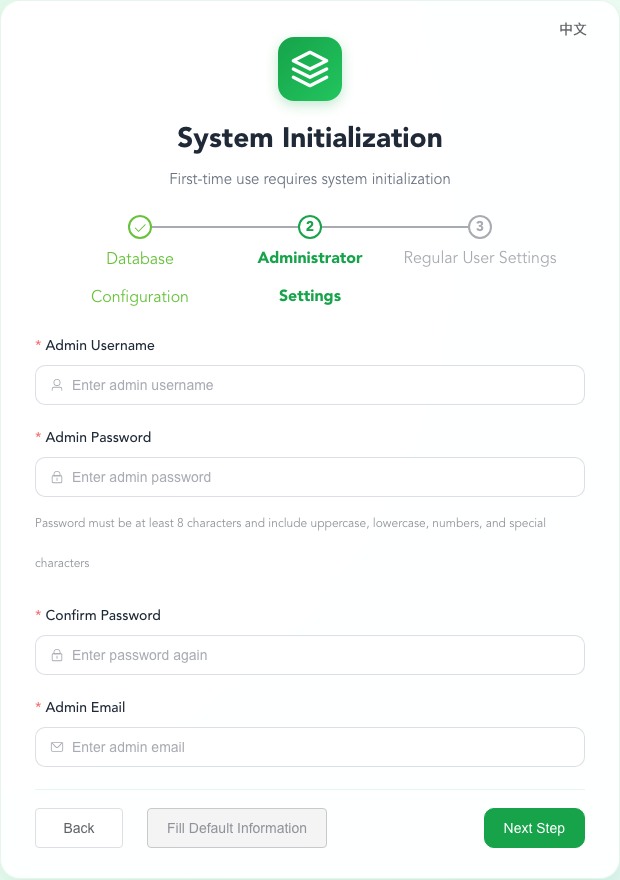 中文
System Initialization
First-time use requires system initialization
2
3
Database
Configuration
Administrator
Settings
Regular User Settings
* Admin Username
Enter admin username
* Admin Password
Enter admin password
Password must be at least 8 characters and include uppercase, lowercase, numbers, and special
characters
* Confirm Password
Enter password again
* Admin Email
Enter admin email
Back
Fill Default Information
Next Step